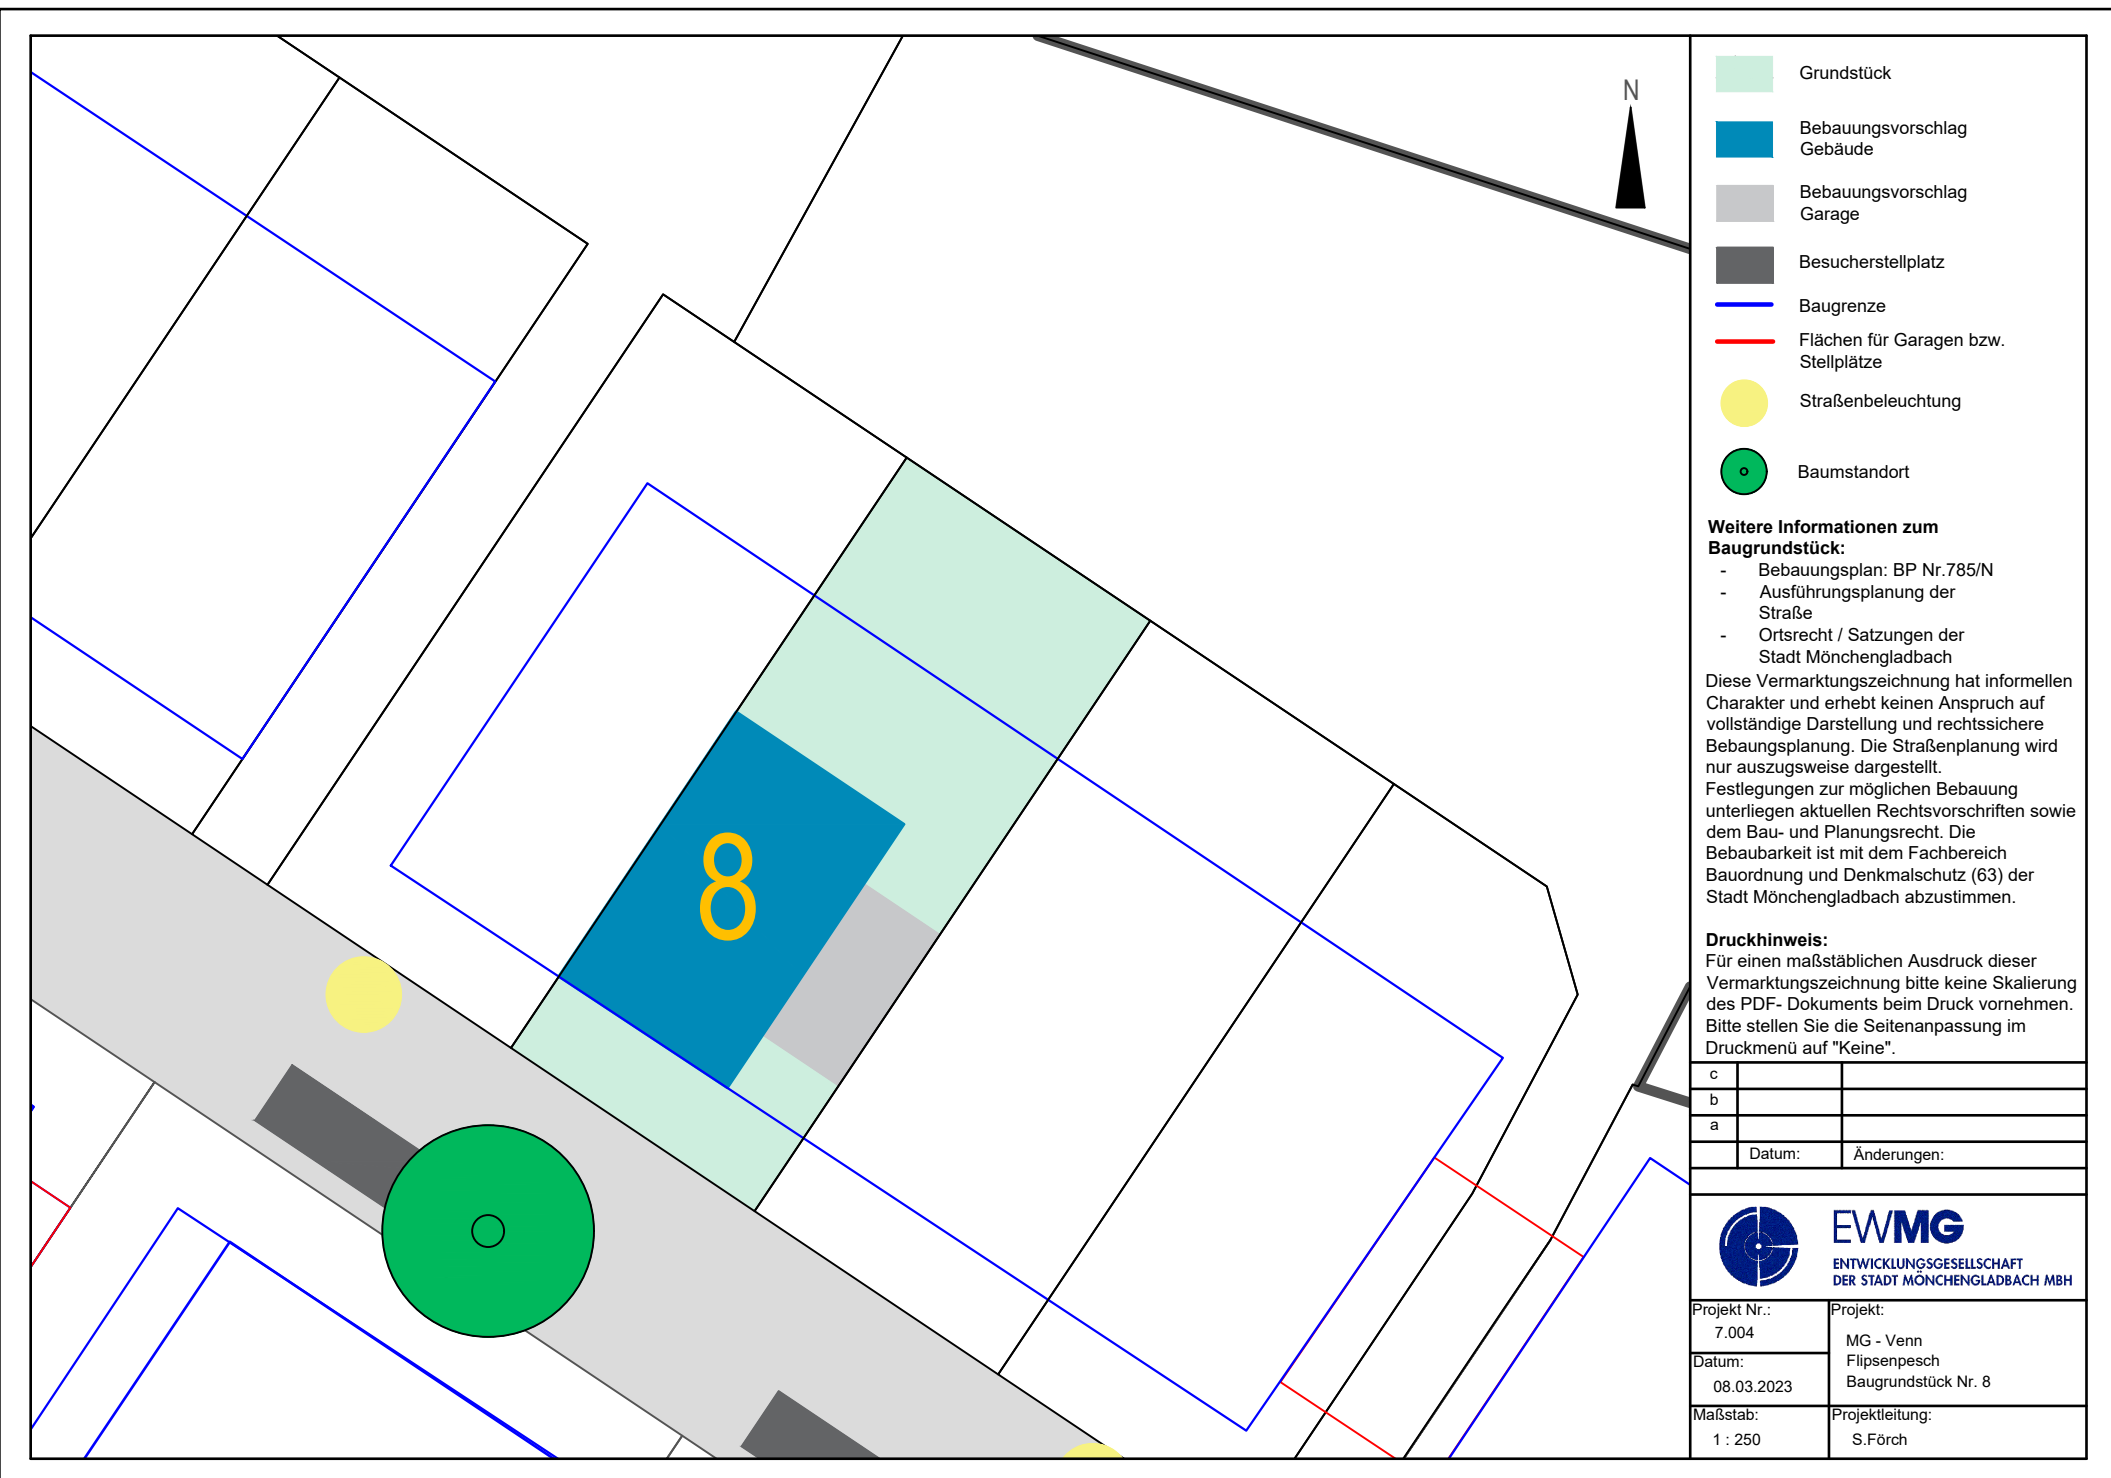 N
8
Grundstück
Bebauungsvorschlag
Gebäude
Bebauungsvorschlag
Garage
Besucherstellplatz
Baugrenze
Flächen für Garagen bzw.
Stellplätze
Straßenbeleuchtung
Baumstandort
Weitere Informationen zum
Baugrundstück:
- Bebauungsplan: BP Nr.785/N
- Ausführungsplanung der
Straße
- Ortsrecht / Satzungen der
Stadt Mönchengladbach
Diese Vermarktungszeichnung hat informellen
Charakter und erhebt keinen Anspruch auf
vollständige Darstellung und rechtssichere
Bebaungsplanung. Die Straßenplanung wird
nur auszugsweise dargestellt.
Festlegungen zur möglichen Bebauung
unterliegen aktuellen Rechtsvorschriften sowie
dem Bau- und Planungsrecht. Die
Bebaubarkeit ist mit dem Fachbereich
Bauordnung und Denkmalschutz (63) der
Stadt Mönchengladbach abzustimmen.
Druckhinweis:
Für einen maßstäblichen Ausdruck dieser
Vermarktungszeichnung bitte keine Skalierung
des PDF- Dokuments beim Druck vornehmen.
Bitte stellen Sie die Seitenanpassung im
Druckmenü auf "Keine".
c
b
a
Datum: Änderungen:
EWMG
ENTWICKLUNGSGESELLSCHAFT
DER STADT MÖNCHENGLADBACH MBH
Projekt Nr.:
7.004
Projekt:
MG - Venn
Flipsenpesch
Baugrundstück Nr. 8
Datum:
08.03.2023
Maßstab:
1 : 250
Projektleitung:
S.Förch